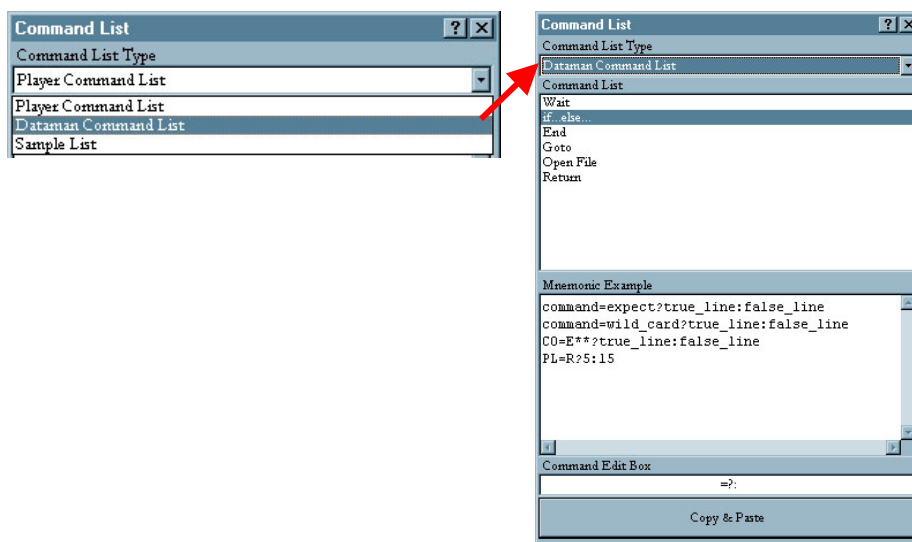 Command List
Command List Type
Player Command List
Player Command List
Dataman Command List
Sample List
Command List
Command List Type
Dataman Command List
Command List
Wait
if...else...
End
Goto
Open File
Return
Mnemonic Example
command=expect?true_line:false_line
command=wild_card?true_line:false_line
CO=E**?true_line:false_line
PL=R?5:15
Command Edit Box
=?:
Copy & Paste